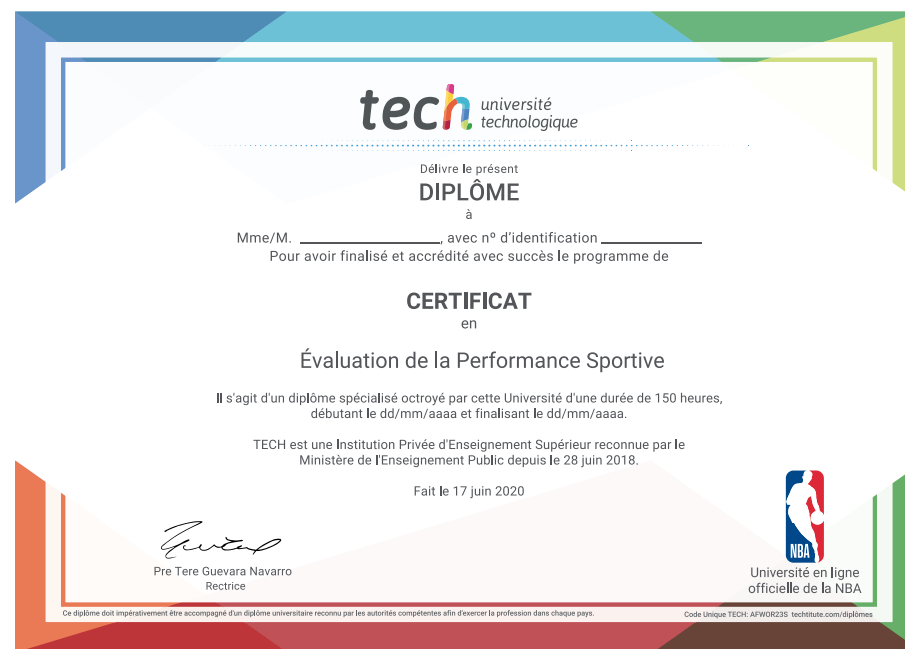 tech université
technologique
Délivre le présent
DIPLÔME
à
Mme/M. ____________________, avec nº d'identification ______________
Pour avoir finalisé et accrédité avec succès le programme de
CERTIFICAT
en
Évaluation de la Performance Sportive
Il s'agit d'un diplôme spécialisé octroyé par cette Université d'une durée de 150 heures,
débutant le dd/mm/aaaa et finalisant le dd/mm/aaaa.
TECH est une Institution Privée d'Enseignement Supérieur reconnue par le
Ministère de l'Enseignement Public depuis le 28 juin 2018.
Fait le 17 juin 2020
Pre Tere Guevara Navarro
Rectrice
NBA
Université en ligne
officielle de la NBA
Ce diplôme doit impérativement être accompagné d'un diplôme universitaire reconnu par les autorités compétentes afin d'exercer la profession dans chaque pays.
Code Unique TECH: AFWOR23S techtitute.com/diplômes